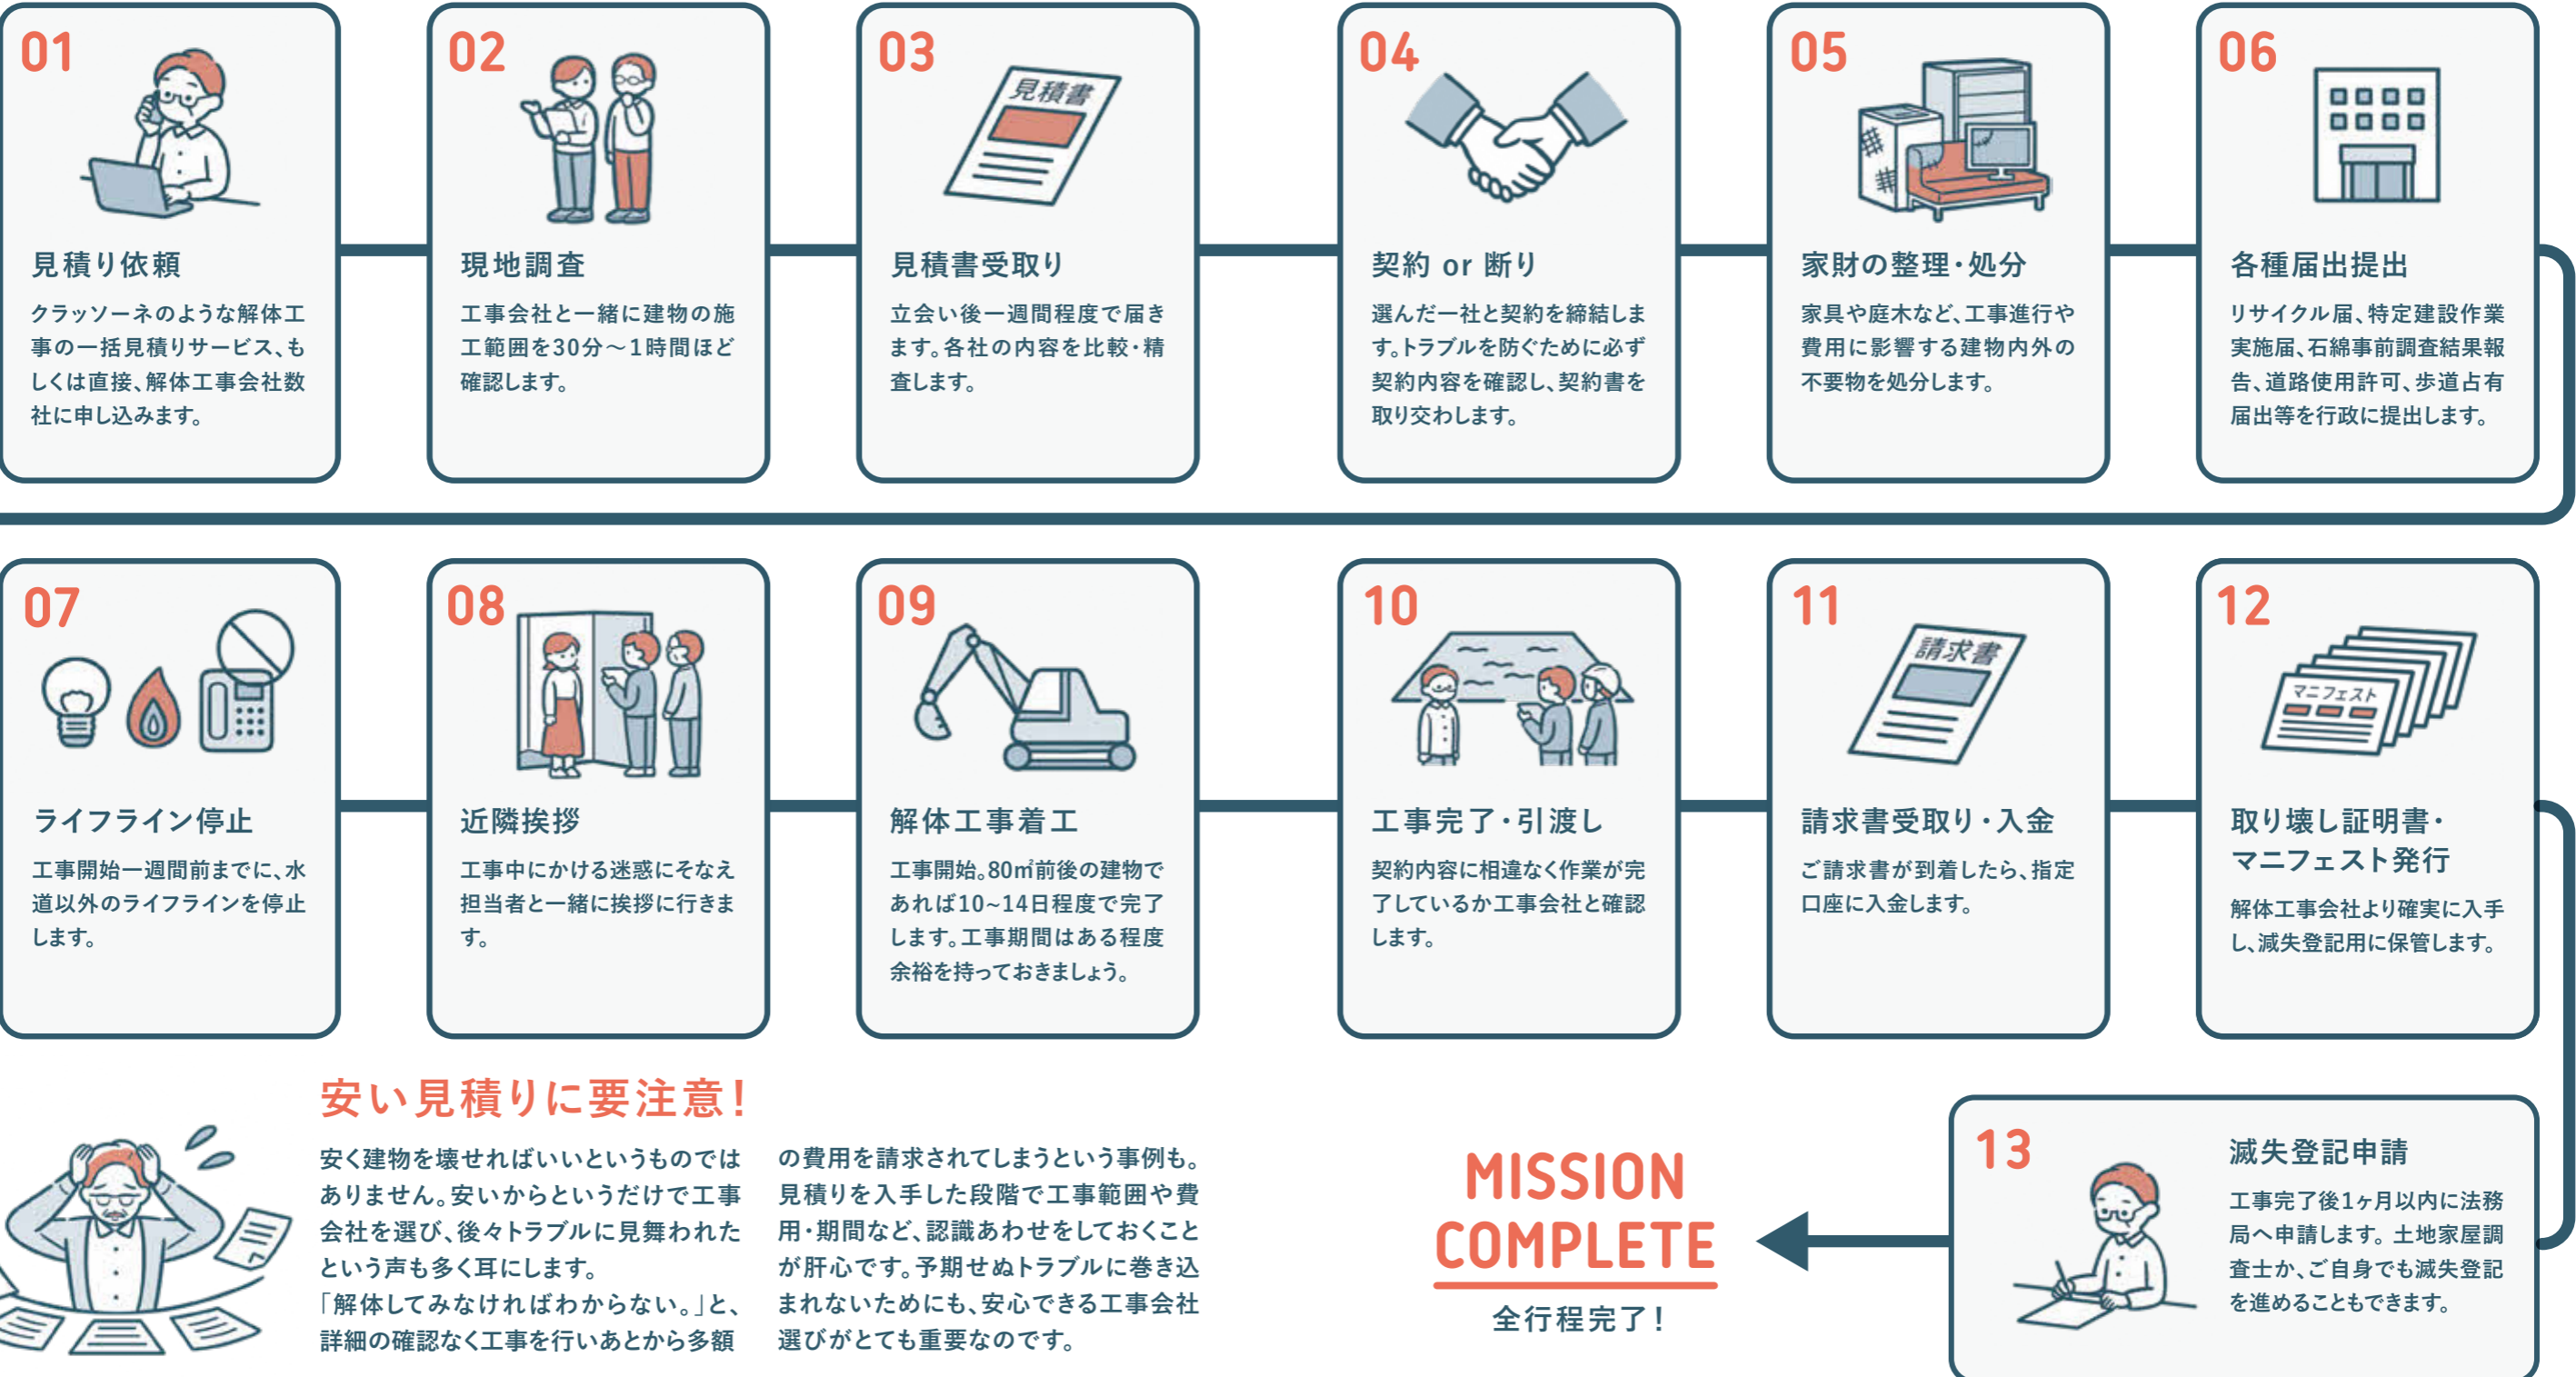 01
見積書
見積り依頼
クラッソーネのような解体工
事の一括見積りサービス、も
しくは直接、解体工事会社数
社に申し込みます。
02
現地調査
工事会社と一緒に建物の施
工範囲を30分〜1時間ほど
確認します。
03
見積書受取り
立会い後一週間程度で届き
ます。各社の内容を比較・精
査します。
04
契約 or 断り
選んだ一社と契約を締結しま
す。トラブルを防ぐために必ず
契約内容を確認し、契約書を
取り交わします。
05
家財の整理・処分
家具や庭木など、工事進行や
費用に影響する建物内外の
不要物を処分します。
06
各種届出提出
リサイクル届、特定建設作業
実施届、石綿事前調査結果報
告、道路使用許可、歩道占有
届出等を行政に提出します。
07
ライフライン停止
工事開始一週間前までに、水
道以外のライフラインを停止
します。
08
近隣挨拶
工事中にかける迷惑にそなえ
担当者と一緒に挨拶に行きま
す。
09
解体工事着工
工事開始。80㎡前後の建物で
あれば10~14日程度で完了
します。工事期間はある程度
余裕を持っておきましょう。
10
工事完了・引渡し
契約内容に相違なく作業が完
了しているか工事会社と確認
します。
11
請求書
請求書受取り・入金
ご請求書が到着したら、指定
口座に入金します。
12
マニフェスト
取り壊し証明書・
マニフェスト発行
解体工事会社より確実に入手
し、滅失登記用に保管します。
13
滅失登記申請
工事完了後1ヶ月以内に法務
局へ申請します。土地家屋調
査士か、ご自身でも滅失登記
を進めることもできます。
MISSION
COMPLETE
全行程完了!
安い見積りに要注意!
安く建物を壊せればいいというものでは
ありません。安いからというだけで工事
会社を選び、後々トラブルに見舞われた
という声も多く耳にします。
「解体してみなければわからない。」と、
詳細の確認なく工事を行いあとから多額
の費用を請求されてしまうという事例も。
見積りを入手した段階で工事範囲や費
用・期間など、認識あわせをしておくこと
が肝心です。予期せぬトラブルに巻き込
まれないためにも、安心できる工事会社
選びがとても重要なのです。